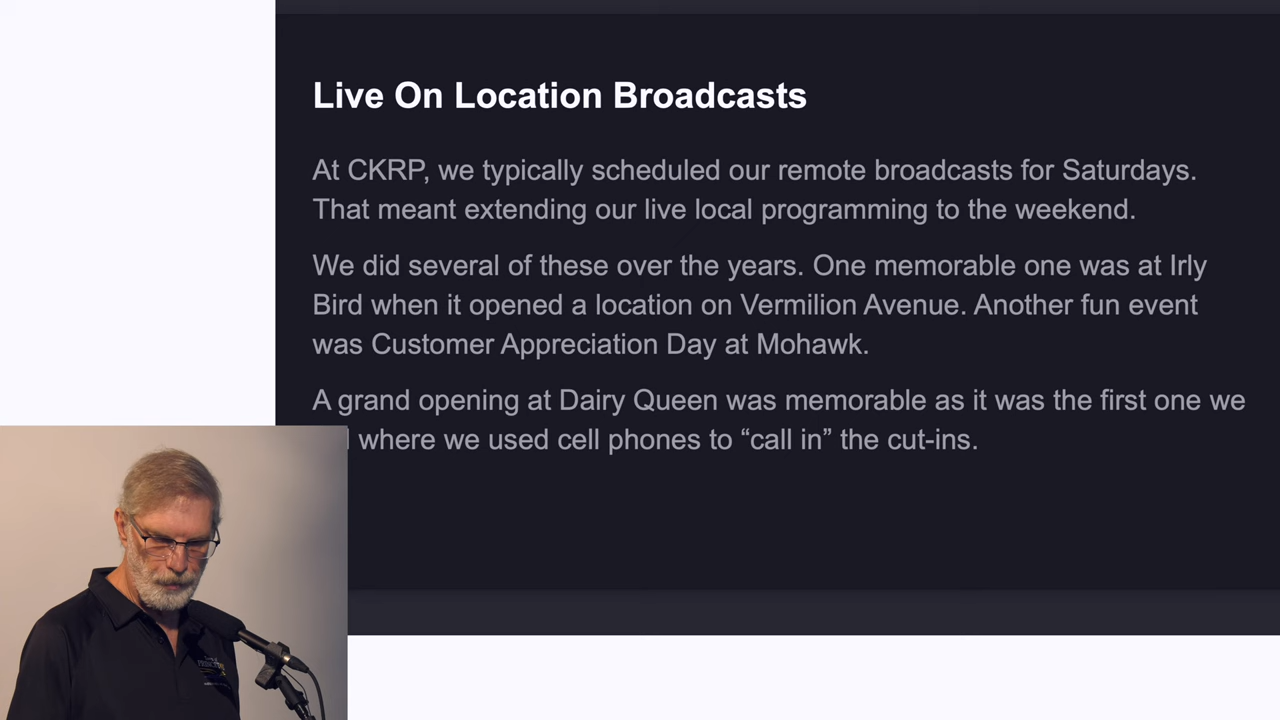 Live On Location Broadcasts
At CKRP, we typically scheduled our remote broadcasts for Saturdays.
That meant extending our live local programming to the weekend.
We did several of these over the years. One memorable one was at Irly
Bird when it opened a location on Vermilion Avenue. Another fun event
was Customer Appreciation Day at Mohawk.
A grand opening at Dairy Queen was memorable as it was the first one we
where we used cell phones to “call in” the cut-ins.